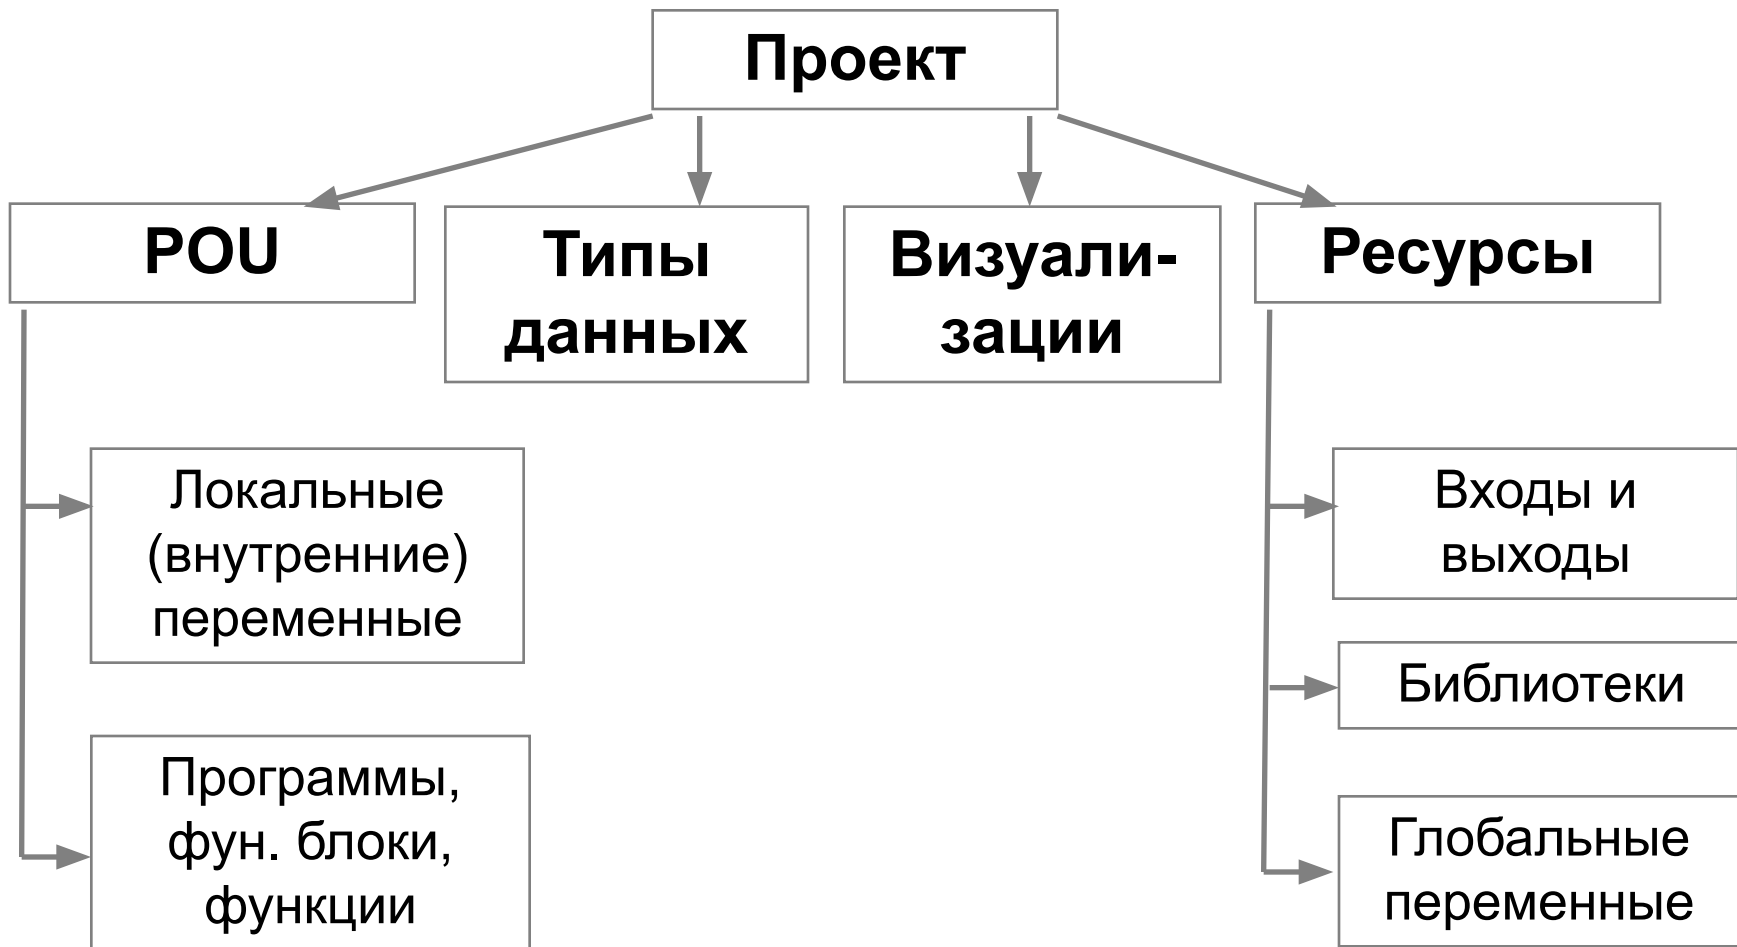 Проект
POU
Типы
данных
Визуали-
зации
Ресурсы
Локальные
(внутренние)
переменные
Программы,
фун. блоки,
функции
Входы и
выходы
Библиотеки
Глобальные
переменные